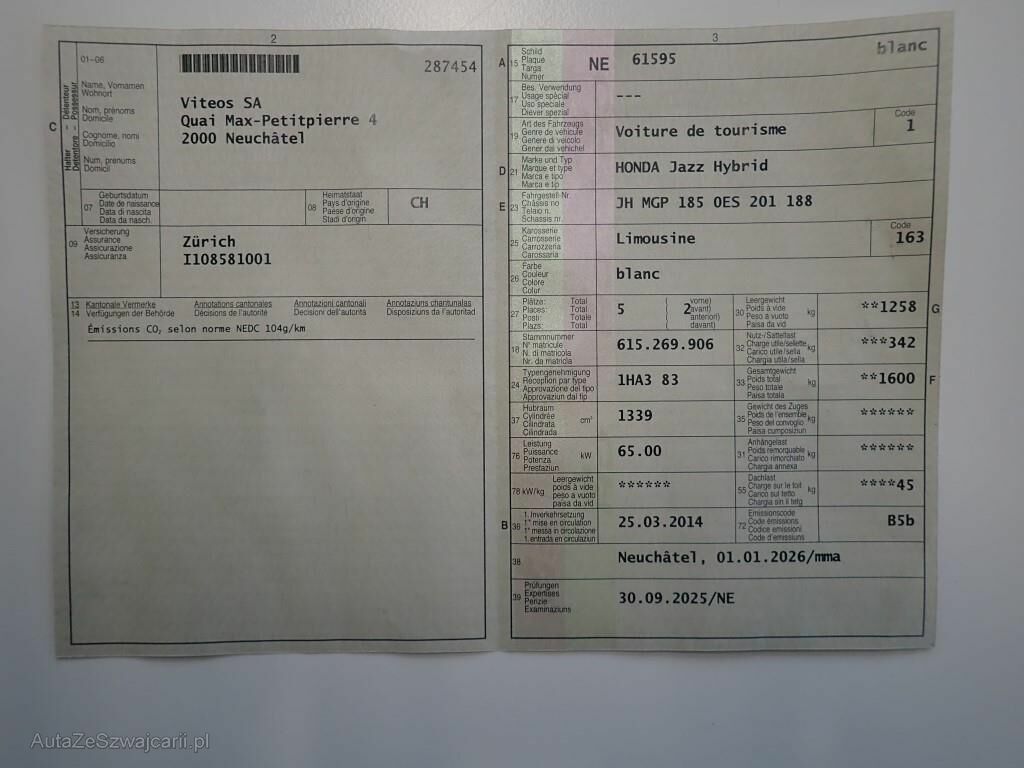 2
01-06
287454
Halter – Détenteur
Detentore – Possessur
C
Name, Vornamen
Wohnort
Nom, prénoms
Domicile
Cognome, nomi
Domicilio
Num, prenums
Domicil
Viteos SA
Quai Max-Petitpierre 4
2000 Neuchâtel
07
Geburtsdatum
Date de naissance
Data di nascita
Data da nasch.
08
Heimatstaat
Pays d'origine
Paese d'origine
Stadi d'origin
CH
09
Versicherung
Assurance
Assicurazione
Assicuranza
Zürich
I108581001
13 Kantonale Vermerke Annotations cantonales Annotazioni cantonali Annotaziuns chantunalas
14 Verfügungen der Behörde Décisions de l'autorité Decisioni dell'autorità Disposiziuns da l'autoritad
Émissions CO₂ selon norme NEDC 104g/km
3
blanc
A 15
Schild
Plaque
Targa
Numer
NE 61595
17
Bes. Verwendung
Usage spécial
Uso speciale
Diever spezial
---
19
Art des Fahrzeugs
Genre de véhicule
Genere di veicolo
Gener dal vichel
Voiture de tourisme
Code
1
D 21
Marke und Typ
Marque et type
Marca e tipo
Marca e tip
HONDA Jazz Hybrid
E 23
Fahrgestell-Nr.
Châssis no
Telaio n.
Schassis nr.
JH MGP 185 0ES 201 188
25
Karosserie
Carrosserie
Carrozzeria
Carossaria
Limousine
Code
163
26
Farbe
Couleur
Colore
Colur
blanc
27
Plätze: Total
Places: Total
Posti: Totale
Plazs: Total
5
2
( vorne)
( avant)
( anteriori)
( davant)
30
Leergewicht
Poids à vide
Peso a vuoto
Paisa da vid
kg
**1258
G
18
Stammnummer
N° matricule
N. di matricola
Nr. da matricla
615.269.906
32
Nutz-/Sattellast
Charge utile/sellette
Carico utile/sella
Chargia utila/sella
kg
***342
24
Typengenehmigung
Réception par type
Approvazione del tipo
Approvaziun dal tip
1HA3 83
33
Gesamtgewicht
Poids total
Peso totale
Paisa totala
kg
**1600
F
37
Hubraum
Cylindrée
Cilindrata
Cilindrada
cm³
1339
35
Gewicht des Zuges
Poids de l'ensemble
Peso del convoglio
Paisa cumposiziun
kg
******
76
Leistung
Puissance
Potenza
Prestaziun
kW
65.00
31
Anhängelast
Poids remorquable
Carico rimorchiato
Chargia annexa
kg
******
78 kW/kg
Leergewicht
poids à vide
peso a vuoto
paisa da vid
******
55
Dachlast
Charge sur le toit
Carico sul tetto
Chargia sin il tetg
kg
****45
B 36
1. Inverkehrsetzung
1re mise en circulation
1a messa in circolazione
1. entrada en circulaziun
25.03.2014
72
Emissionscode
Code émissions
Codice emissioni
Code d'emissiuns
B5b
38
Neuchâtel, 01.01.2026/mma
39
Prüfungen
Expertises
Perizie
Examinaziuns
30.09.2025/NE
AutaZeSzwajcarii.pl